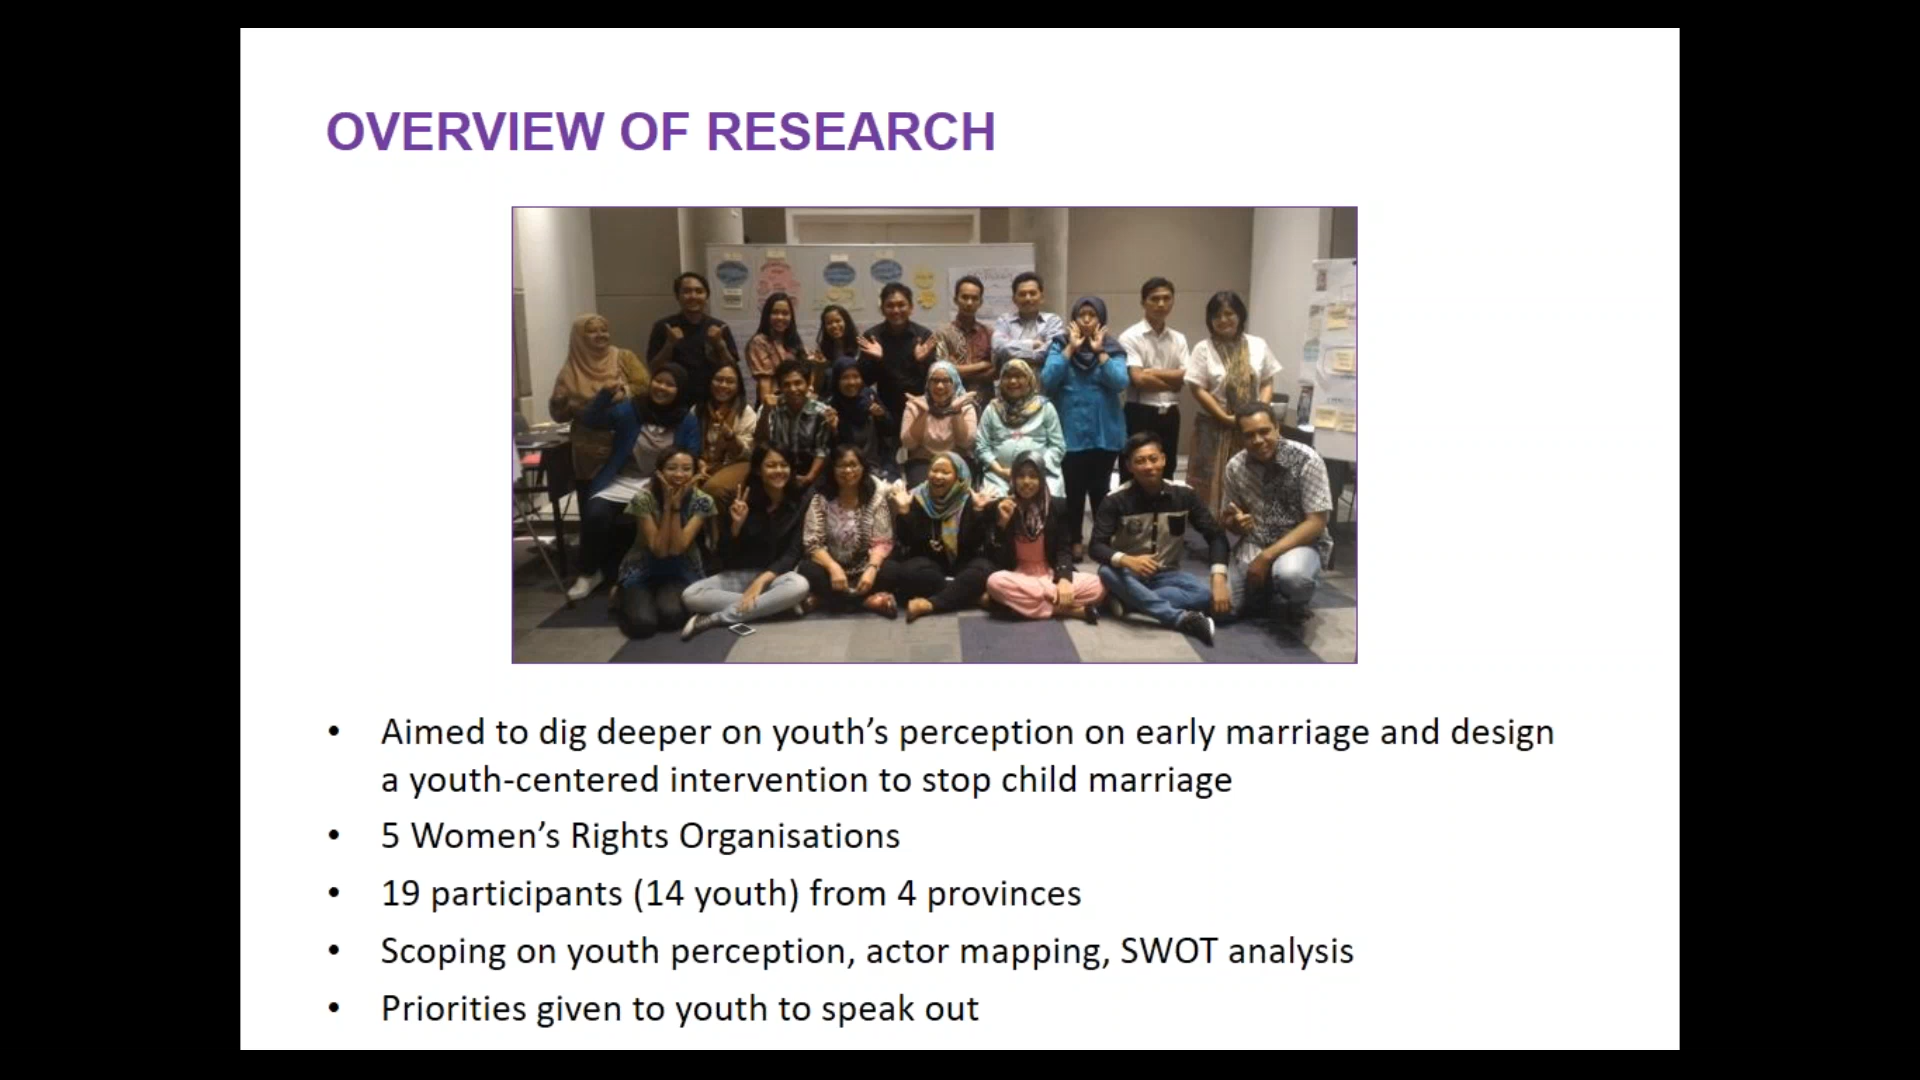 OVERVIEW OF RESEARCH
• Aimed to dig deeper on youth’s perception on early marriage and design
a youth-centered intervention to stop child marriage
• 5 Women’s Rights Organisations
• 19 participants (14 youth) from 4 provinces
• Scoping on youth perception, actor mapping, SWOT analysis
• Priorities given to youth to speak out